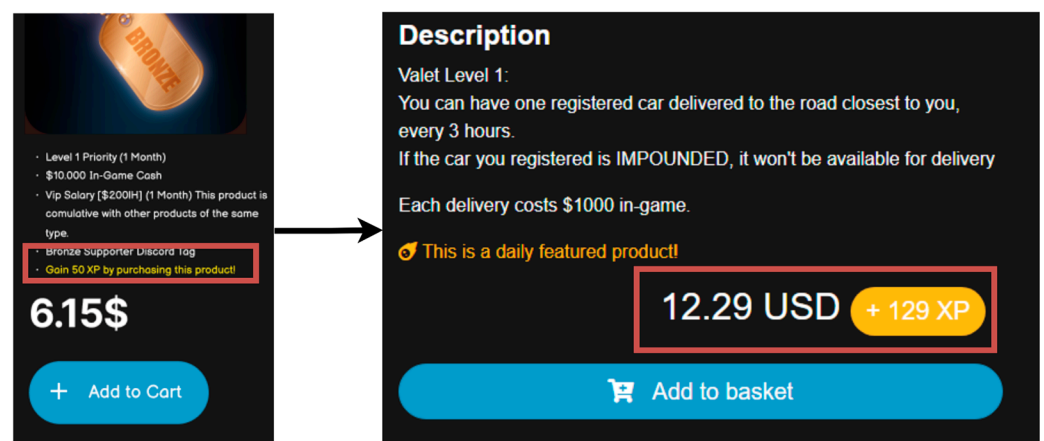 BRONZE
· Level 1 Priority (1 Month)
· $10.000 In-Game Cash
· Vip Salary [$200IH] (1 Month) This product is
comulative with other products of the same
type.
· Bronze Supporter Discord Tag
· Gain 50 XP by purchasing this product!
6.15$
+ Add to Cart
Description
Valet Level 1:
You can have one registered car delivered to the road closest to you,
every 3 hours.
If the car you registered is IMPOUNDED, it won't be available for delivery
Each delivery costs $1000 in-game.
This is a daily featured product!
12.29 USD + 129 XP
Add to basket